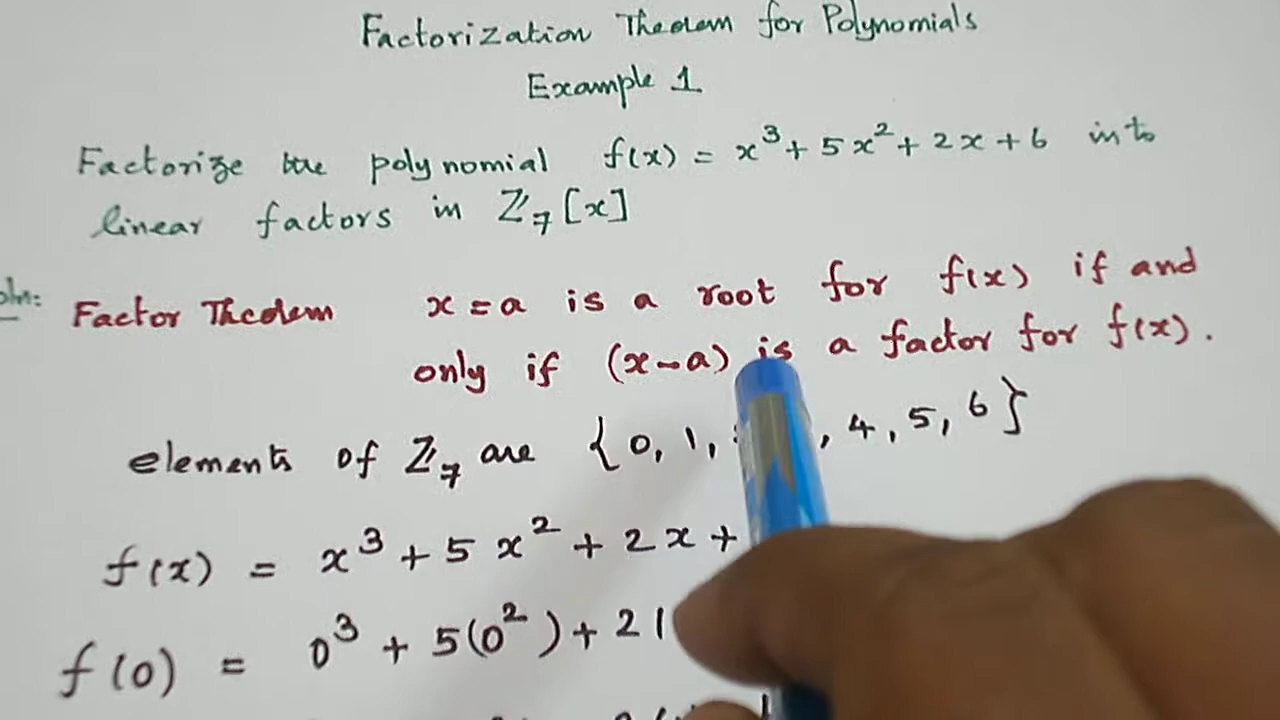 Factorization Theorem for Polynomials
Example 1
Factorize the polynomial f(x) = x³ + 5x² + 2x + 6 into
linear factors in ℤ₇[x]
oln: Factor Theorem x = a is a root for f(x) if and
only if (x-a) is a factor for f(x).
elements of ℤ₇ are {0, 1, , 4, 5, 6}
f(x) = x³ + 5x² + 2x +
f(0) = 0³ + 5(0²) + 2(